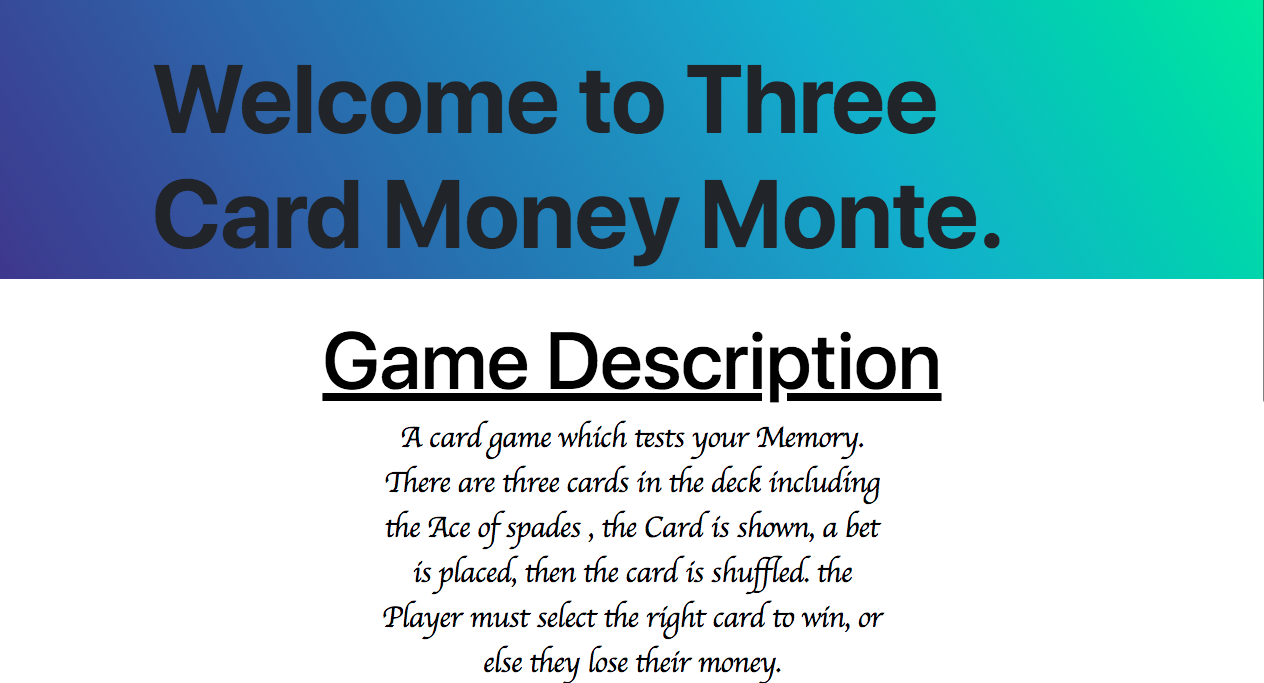 Welcome to Three
Card Money Monte.
Game Description
A card game which tests your Memory.
There are three cards in the deck including
the Ace of spades , the Card is shown, a bet
is placed, then the card is shuffled. the
Player must select the right card to win, or
else they lose their money.